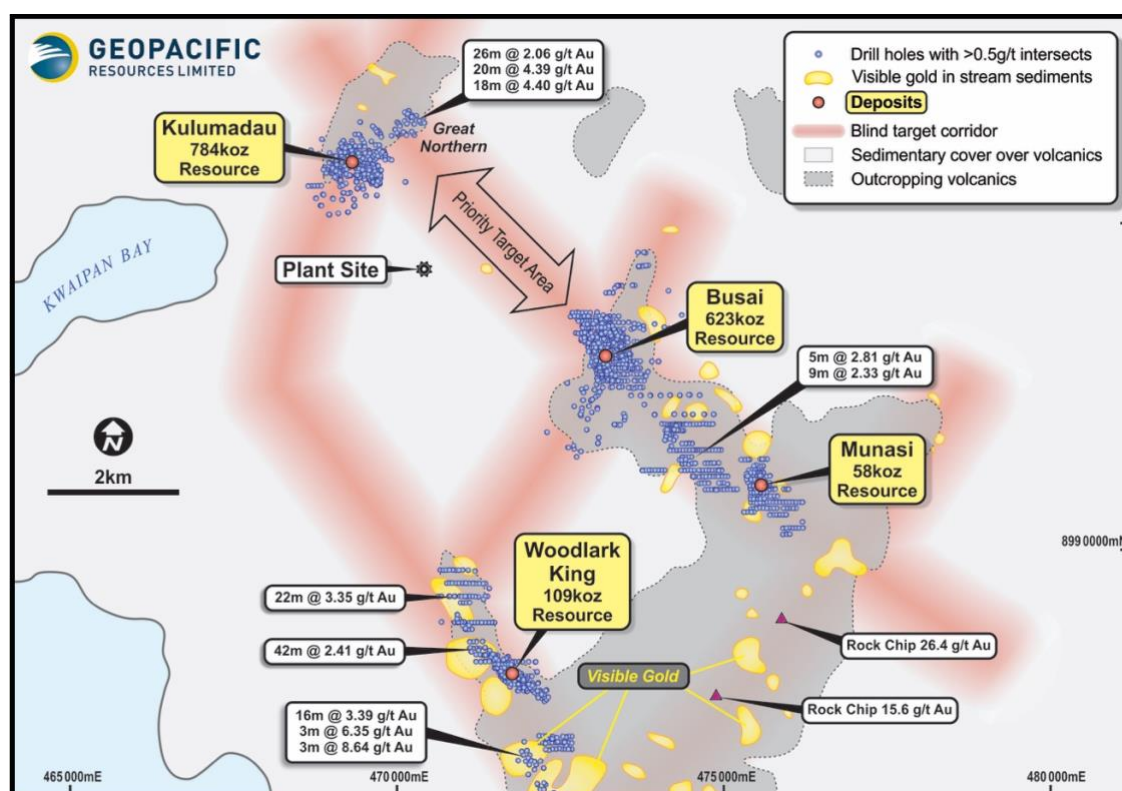 GEOPACIFIC
RESOURCES LIMITED
26m @ 2.06 g/t Au
20m @ 4.39 g/t Au
18m @ 4.40 g/t Au
Drill holes with >0.5g/t intersects
Visible gold in stream sediments
Deposits
Blind target corridor
Sedimentary cover over volcanics
Outcropping volcanics
Kulumadau
784koz
Resource
Great
Northern
Priority Target Area
KWAIPAN BAY
Plant Site
Busai
623koz
Resource
5m @ 2.81 g/t Au
9m @ 2.33 g/t Au
N
2km
Munasi
58koz
Resource
899 0000mN
Woodlark
King
109koz
Resource
22m @ 3.35 g/t Au
42m @ 2.41 g/t Au
Rock Chip 26.4 g/t Au
Visible Gold
Rock Chip 15.6 g/t Au
16m @ 3.39 g/t Au
3m @ 6.35 g/t Au
3m @ 8.64 g/t Au
465 000mE
470 000mE
475 000mE
480 000mE